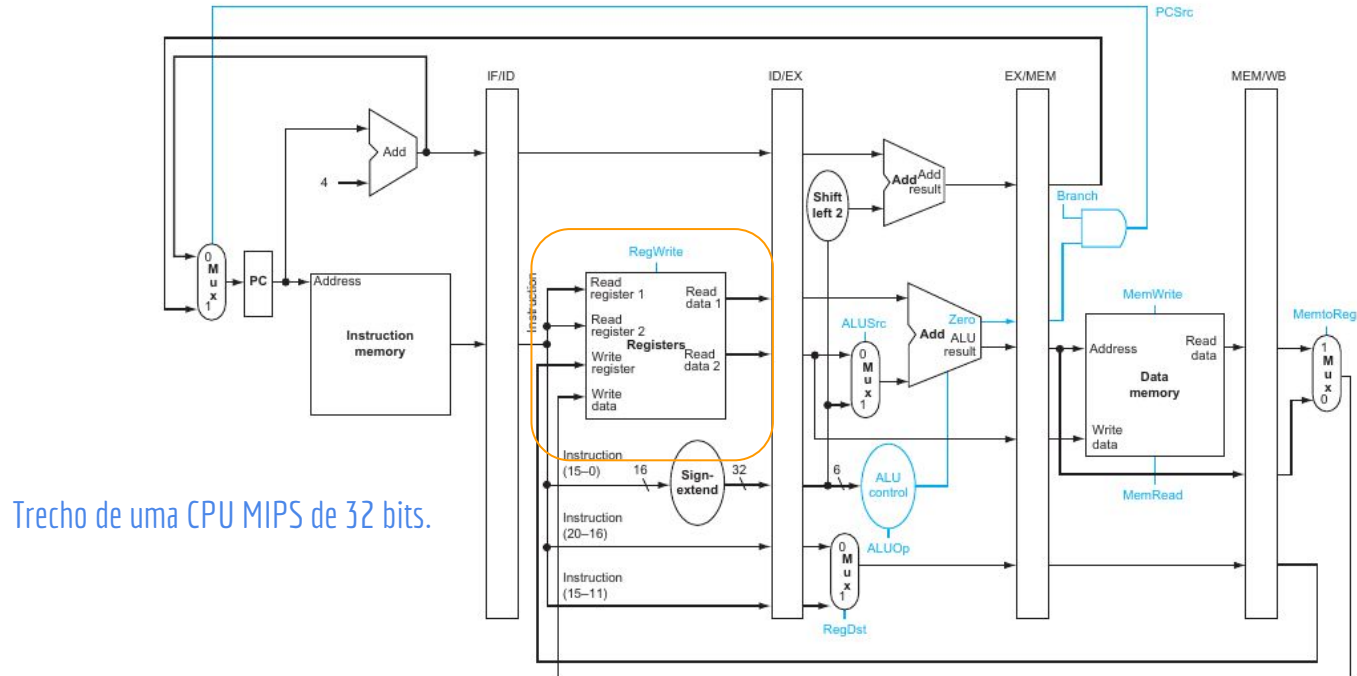 PCSrc
IF/ID
ID/EX
EX/MEM
MEM/WB
Add
4
Shift
left 2
Add
Add
result
Branch
RegWrite
0
M
u
x
1
PC
Address
Instruction
memory
Instruction
Read
register 1
Read
register 2
Write
register
Write
data
Registers
Read
data 1
Read
data 2
ALUSrc
0
M
u
x
1
Add
Zero
ALU
result
MemWrite
Address
Read
data
Data
memory
Write
data
MemRead
MemtoReg
1
M
u
x
0
Instruction
(15–0)
16
Sign-
extend
32
6
ALU
control
ALUOp
Trecho de uma CPU MIPS de 32 bits.
Instruction
(20–16)
Instruction
(15–11)
0
M
u
x
1
RegDst